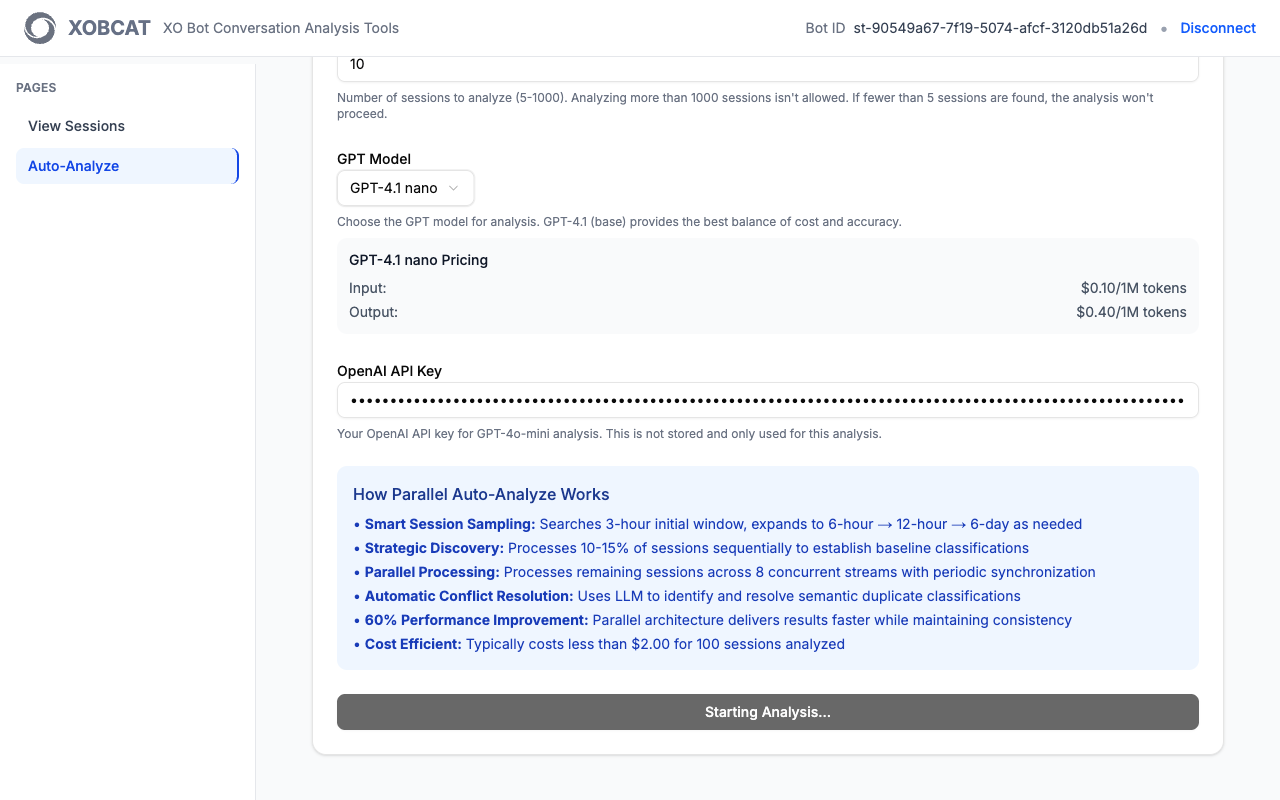 XOBCAT XO Bot Conversation Analysis Tools Bot ID st-90549a67-7f19-5074-afcf-3120db51a26d • Disconnect
PAGES
View Sessions
Auto-Analyze
10
Number of sessions to analyze (5-1000). Analyzing more than 1000 sessions isn't allowed. If fewer than 5 sessions are found, the analysis won't
proceed.
GPT Model
GPT-4.1 nano
Choose the GPT model for analysis. GPT-4.1 (base) provides the best balance of cost and accuracy.
GPT-4.1 nano Pricing
Input: $0.10/1M tokens
Output: $0.40/1M tokens
OpenAI API Key
Your OpenAI API key for GPT-4o-mini analysis. This is not stored and only used for this analysis.
How Parallel Auto-Analyze Works
• Smart Session Sampling: Searches 3-hour initial window, expands to 6-hour → 12-hour → 6-day as needed
• Strategic Discovery: Processes 10-15% of sessions sequentially to establish baseline classifications
• Parallel Processing: Processes remaining sessions across 8 concurrent streams with periodic synchronization
• Automatic Conflict Resolution: Uses LLM to identify and resolve semantic duplicate classifications
• 60% Performance Improvement: Parallel architecture delivers results faster while maintaining consistency
• Cost Efficient: Typically costs less than $2.00 for 100 sessions analyzed
Starting Analysis...